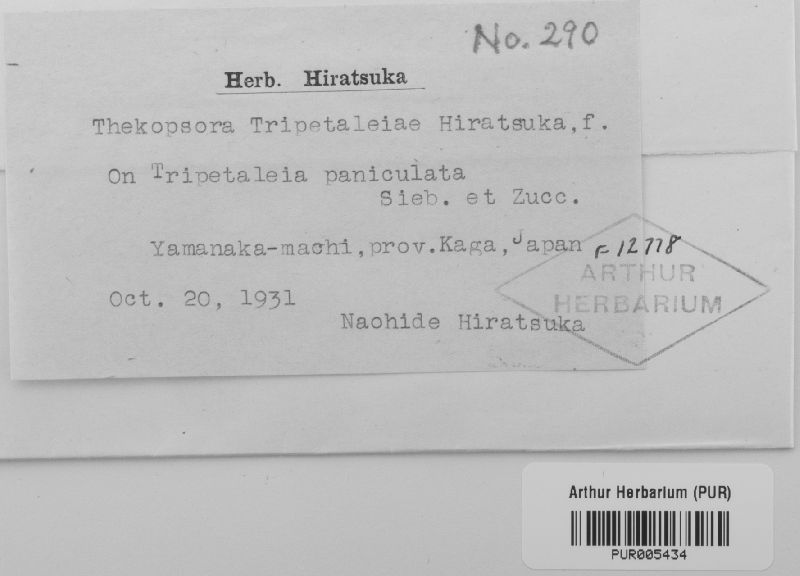 No. 290
Herb. Hiratsuka
Thekopsora Tripetaleiae Hiratsuka,f.
On Tripetaleia paniculata
Sieb. et Zucc.
Yamanaka-machi,prov.Kaga,Japan
F 12778
ARTHUR
HERBARIUM
Oct. 20, 1931
Naohide Hiratsuka
Arthur Herbarium (PUR)
PUR005434